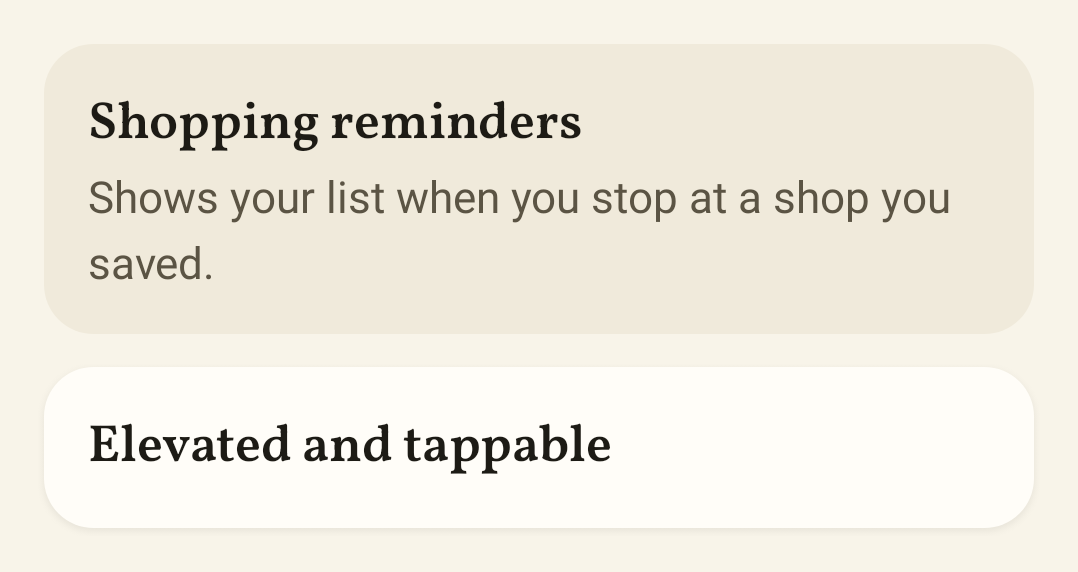 Shopping reminders
Shows your list when you stop at a shop you
saved.
Elevated and tappable